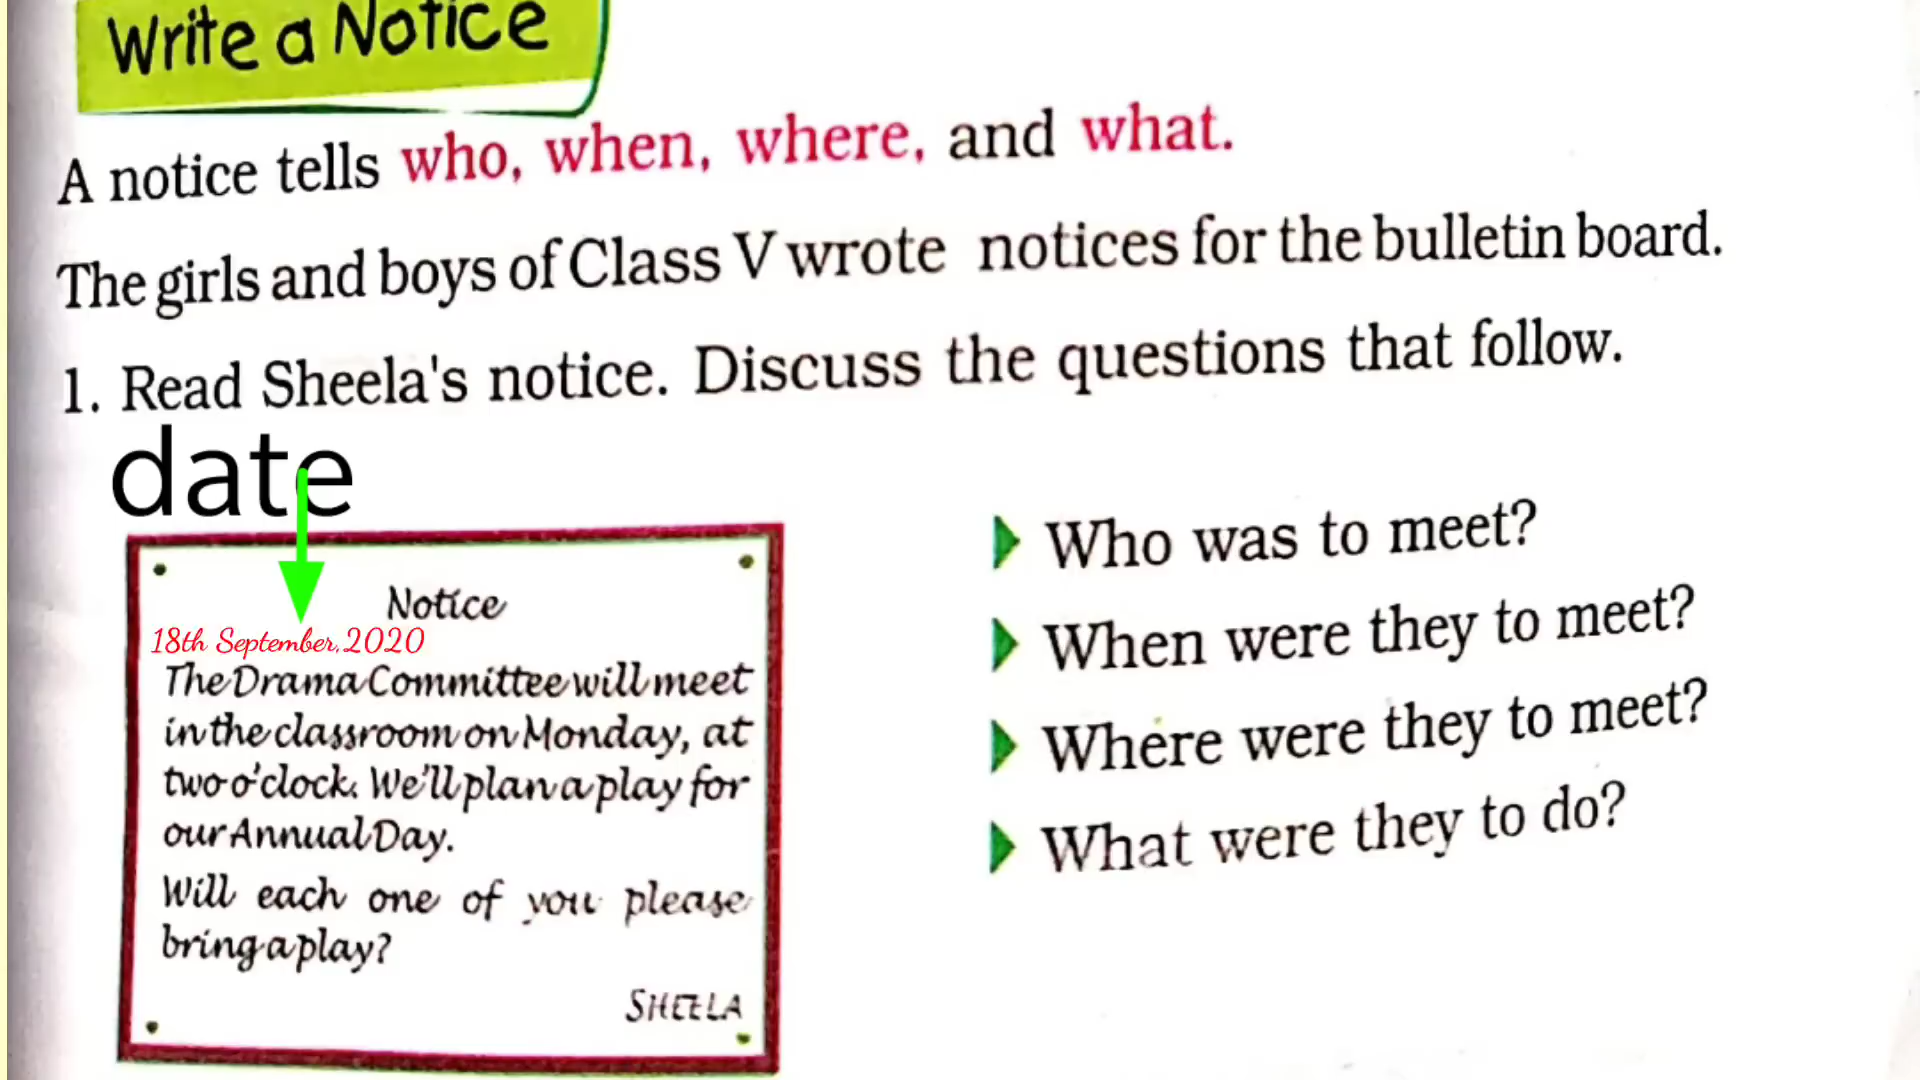 Write a Notice
A notice tells who, when, where, and what.
The girls and boys of Class V wrote notices for the bulletin board.
1. Read Sheela's notice. Discuss the questions that follow.
date
Notice
18th September,2020
The Drama Committee will meet
in the classroom on Monday, at
two o'clock. We'll plan a play for
our Annual Day.
Will each one of you please
bring a play?
SHEELA
Who was to meet?
When were they to meet?
Where were they to meet?
What were they to do?